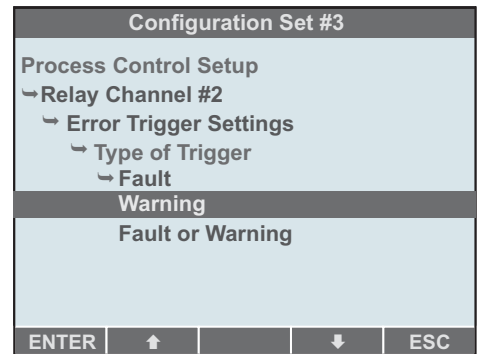 Configuration Set #3
Process Control Setup
➥Relay Channel #2
➥ Error Trigger Settings
➥ Type of Trigger
➥ Fault
Warning
Fault or Warning
ENTER ⬆ ⬇ ESC